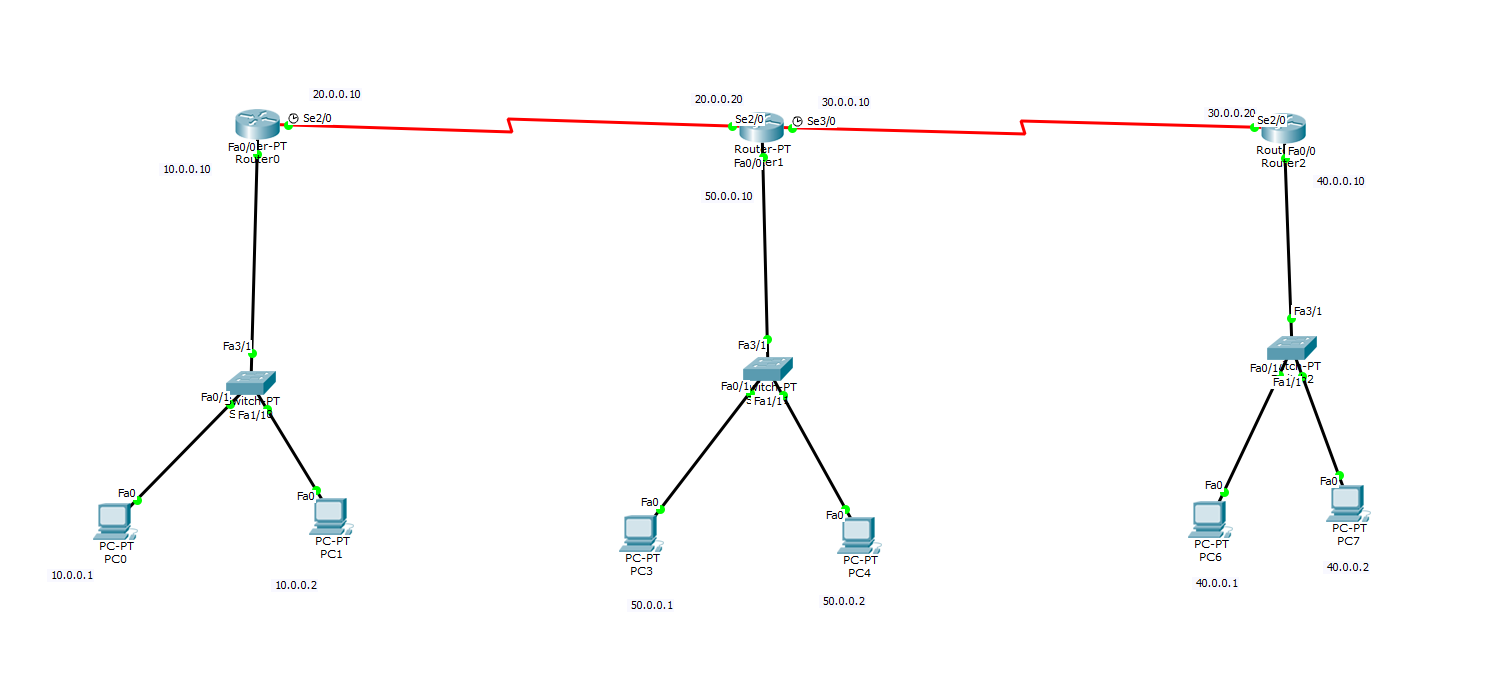 20.0.0.10
Se2/0
Fa0/0
er-PT
Router0
10.0.0.10
20.0.0.20
30.0.0.10
Se2/0
Se3/0
Router-PT
Fa0/0
er1
50.0.0.10
30.0.0.20
Se2/0
Fa0/0
Router2
40.0.0.10
Fa3/1
Fa0/1
witch-PT
Fa1/1
Fa3/1
Fa0/1
witch-PT
Fa1/1
Fa3/1
Fa0/1
tch-PT
Fa1/1
2
Fa0
PC-PT
PC0
10.0.0.1
Fa0
PC-PT
PC1
10.0.0.2
Fa0
PC-PT
PC3
50.0.0.1
Fa0
PC-PT
PC4
50.0.0.2
Fa0
PC-PT
PC6
40.0.0.1
Fa0
PC-PT
PC7
40.0.0.2